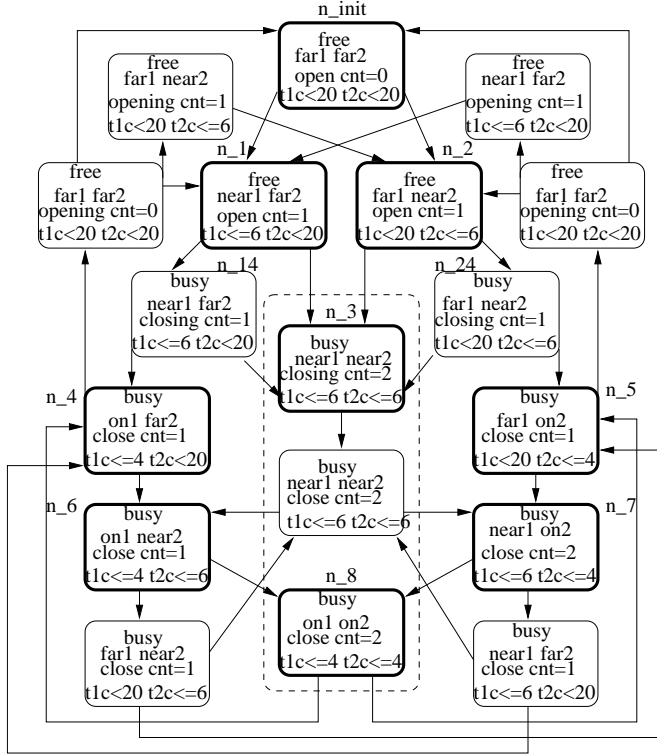 n_init
free
far1 far2
open cnt=0
t1c<20 t2c<20
free
far1 near2
opening cnt=1
t1c<20 t2c<=6
free
near1 far2
opening cnt=1
t1c<=6 t2c<20
n_1
n_2
free
far1 far2
opening cnt=0
t1c<20 t2c<20
free
near1 far2
open cnt=1
t1c<=6 t2c<20
free
far1 near2
open cnt=1
t1c<20 t2c<=6
free
far1 far2
opening cnt=0
t1c<20 t2c<20
n_14
busy
near1 far2
closing cnt=1
t1c<=6 t2c<20
n_24
busy
far1 near2
closing cnt=1
t1c<20 t2c<=6
n_3
busy
near1 near2
closing cnt=2
t1c<=6 t2c<=6
n_4
busy
on1 far2
close cnt=1
t1c<=4 t2c<20
n_5
busy
far1 on2
close cnt=1
t1c<20 t2c<=4
busy
near1 near2
close cnt=2
t1c<=6 t2c<=6
n_6
busy
on1 near2
close cnt=1
t1c<=4 t2c<=6
n_7
busy
near1 on2
close cnt=2
t1c<=6 t2c<=4
n_8
busy
on1 on2
close cnt=2
t1c<=4 t2c<=4
busy
far1 near2
close cnt=1
t1c<20 t2c<=6
busy
near1 far2
close cnt=1
t1c<=6 t2c<20